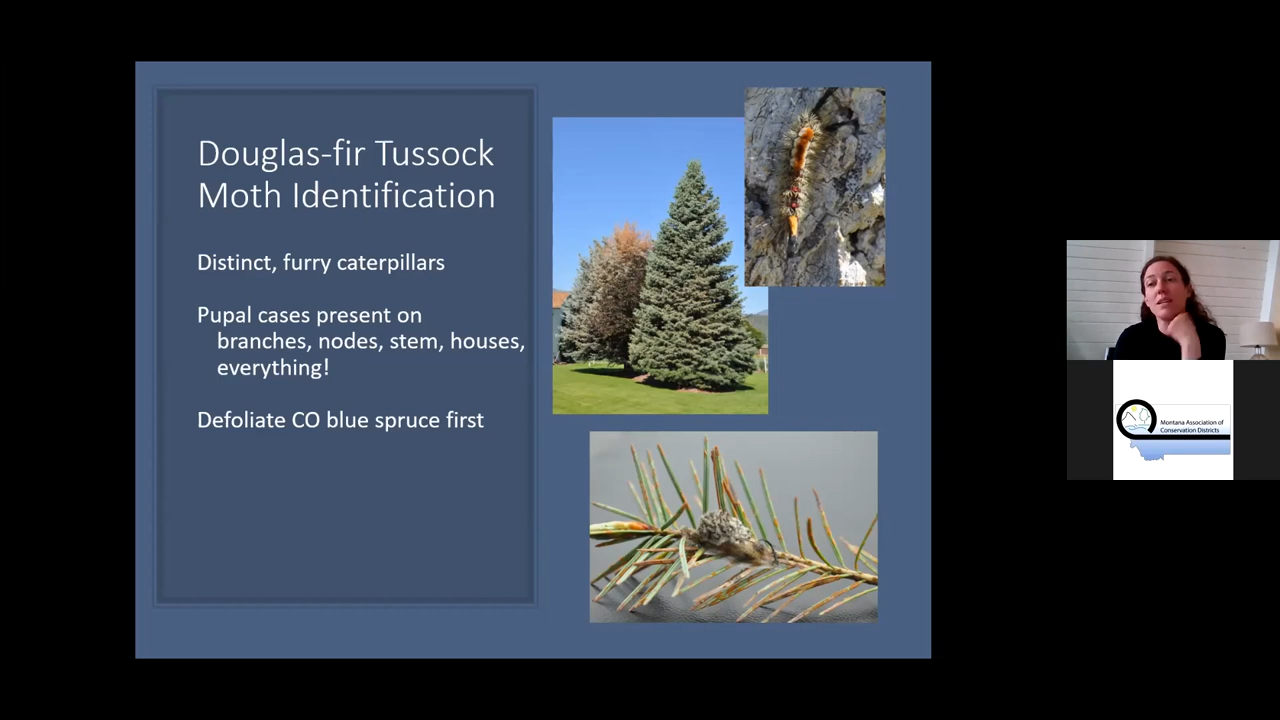 Douglas-fir Tussock
Moth Identification
Distinct, furry caterpillars
Pupal cases present on
branches, nodes, stem, houses,
everything!
Defoliate CO blue spruce first
Montana Association of
Conservation Districts